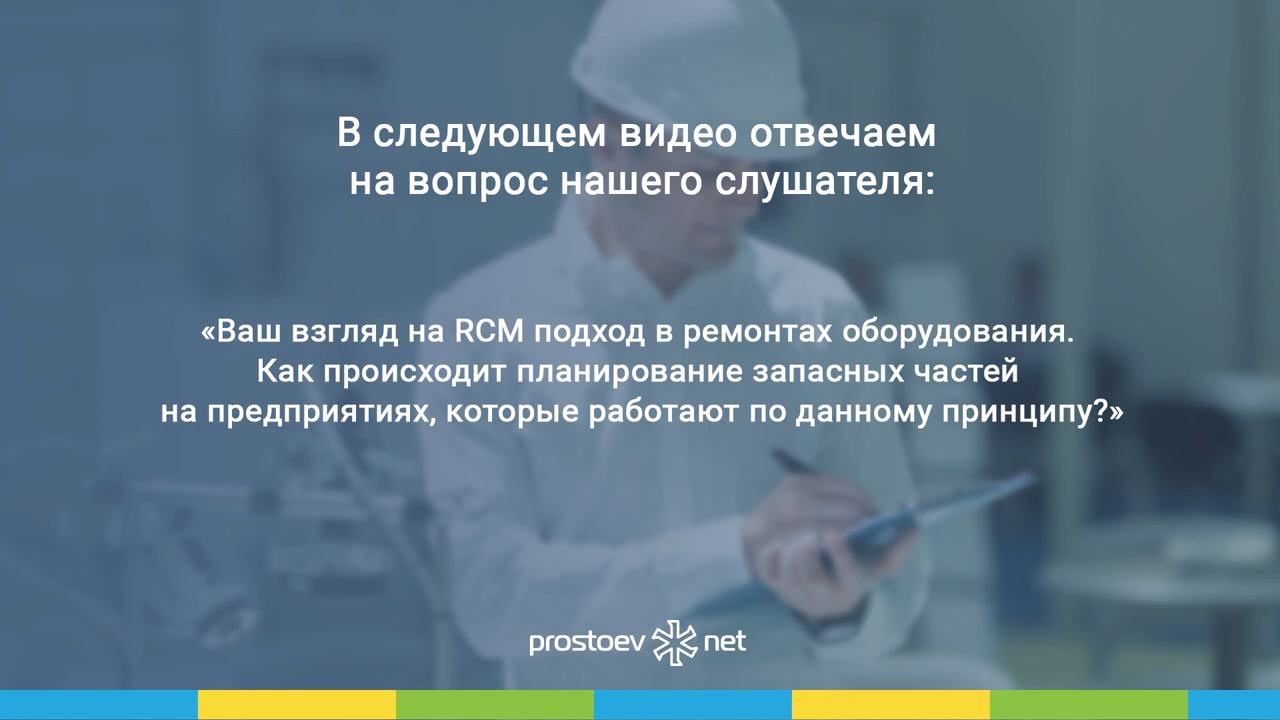 В следующем видео отвечаем
на вопрос нашего слушателя:
«Ваш взгляд на RCM подход в ремонтах оборудования.
Как происходит планирование запасных частей
на предприятиях, которые работают по данному принципу?»
prostoev net